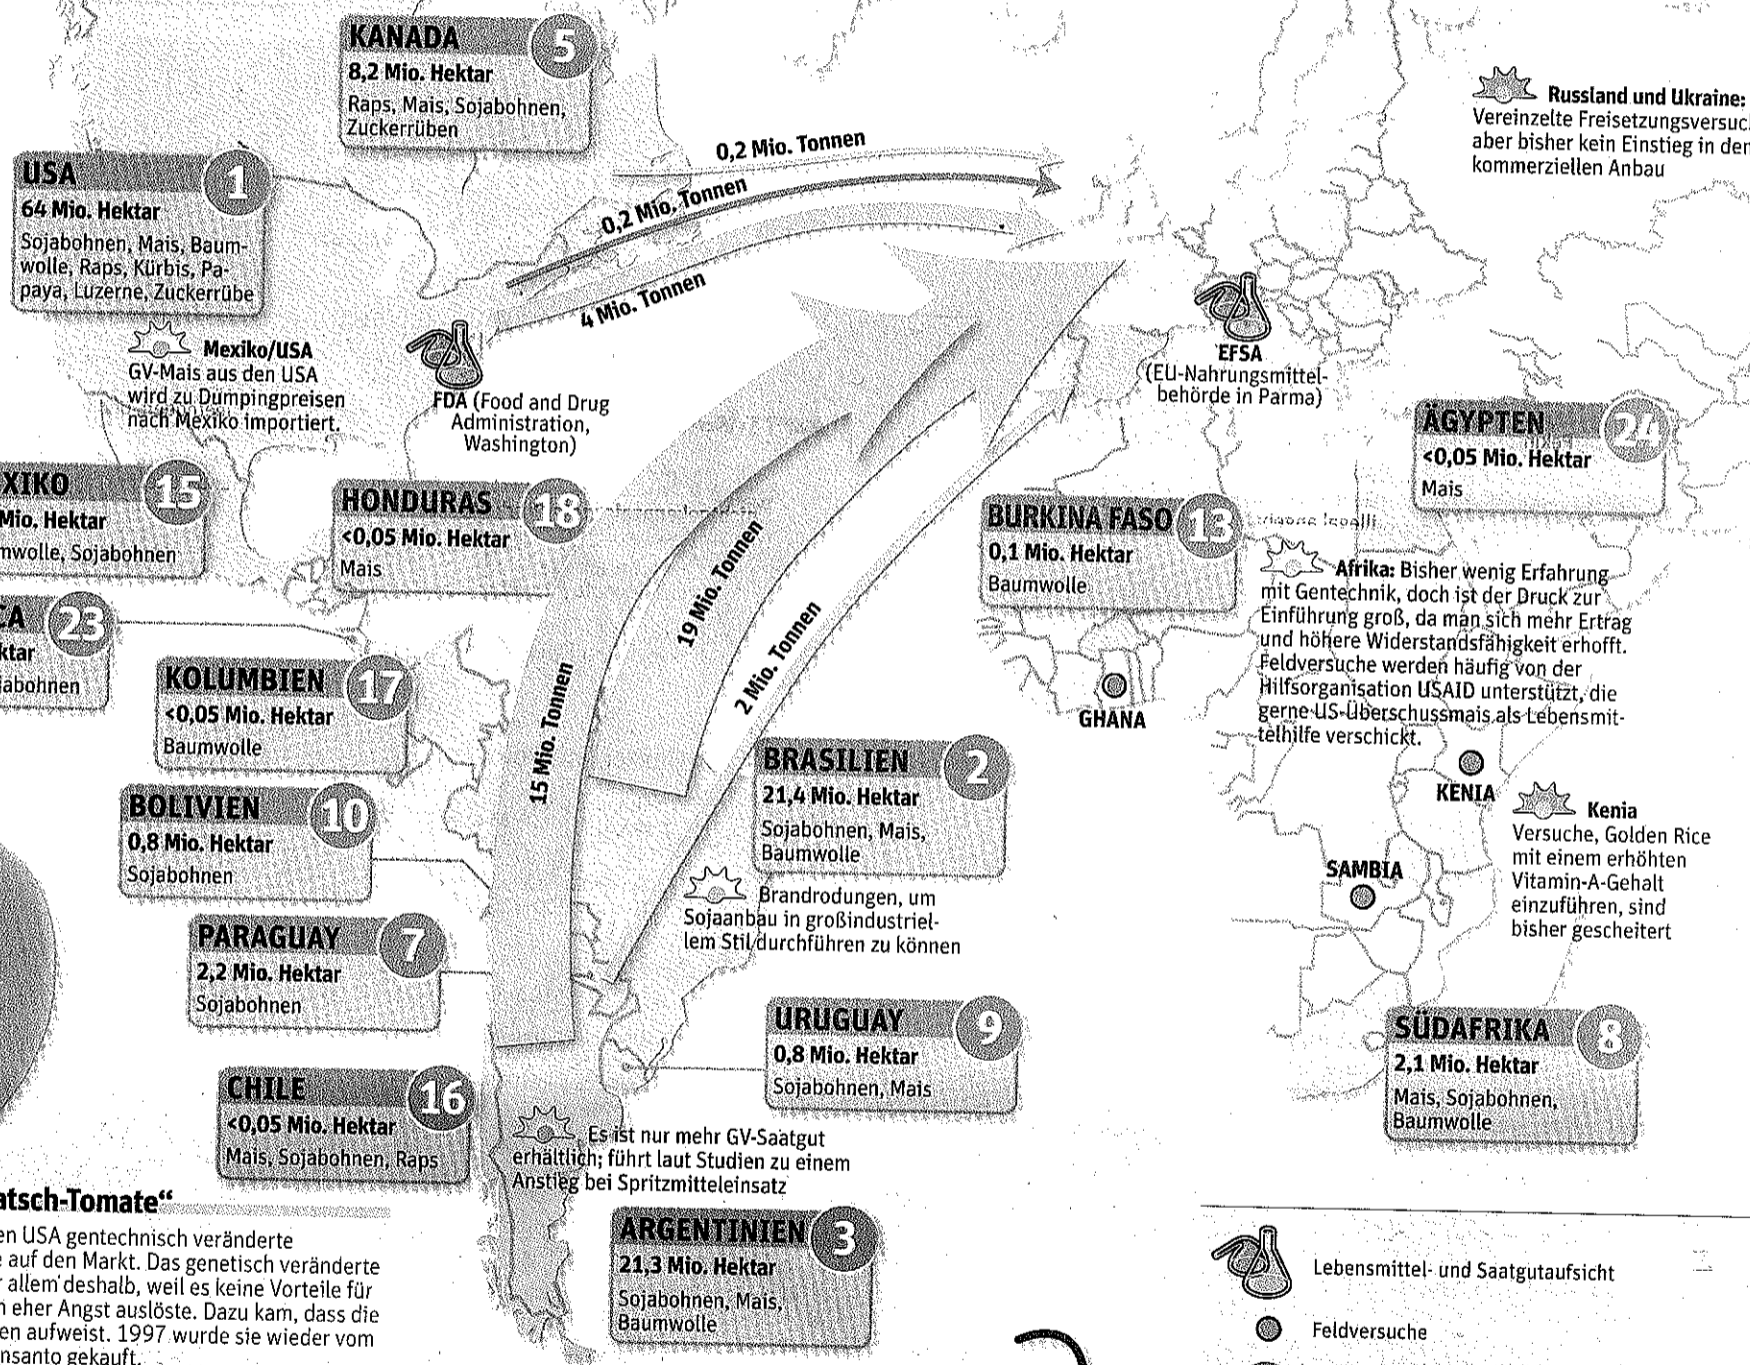 KANADA 5
8,2 Mio. Hektar
Raps, Mais, Sojabohnen,
Zuckerrüben
USA 1
64 Mio. Hektar
Sojabohnen, Mais, Baum-
wolle, Raps, Kürbis, Pa-
paya, Luzerne, Zuckerrübe
0,2 Mio. Tonnen
0,2 Mio. Tonnen
4 Mio. Tonnen
Russland und Ukraine:
Vereinzelte
aber bisher kein Einstieg in den
kommerziellen Anbau
Mexiko/USA
GV-Mais aus den USA
wird zu Dumpingpreisen
nach Mexiko importiert.
FDA (Food and Drug
Administration,
Washington)
EFSA
(EU-Nahrungsmittel-
behörde in Parma)
ÄGYPTEN 24
<0,05 Mio. Hektar
Mais
XIKO 15
Mio. Hektar
mwolle, Sojabohnen
HONDURAS 18
<0,05 Mio. Hektar
Mais
BURKINA FASO 13
0,1 Mio. Hektar
Baumwolle
Afrika: Bisher wenig Erfahrung
mit Gentechnik, doch ist der Druck zur
Einführung groß, da man sich mehr Ertrag
und höhere Widerstandsfähigkeit erhofft.
Feldversuche werden häufig von der
Hilfsorganisation USAID unterstützt, die
gerne US-Überschussmais als Lebensmit-
telhilfe verschickt.
CA 23
ktar
jabohnen
KOLUMBIEN 17
<0,05 Mio. Hektar
Baumwolle
15 Mio. Tonnen
19 Mio. Tonnen
2 Mio. Tonnen
GHANA
BOLIVIEN 10
0,8 Mio. Hektar
Sojabohnen
BRASILIEN 2
21,4 Mio. Hektar
Sojabohnen, Mais,
Baumwolle
Brandrodungen, um
Sojaanbau in großindustriel-
lem Stil durchführen zu können
KENIA
Kenia
Versuche, Golden Rice
mit einem erhöhten
Vitamin-A-Gehalt
einzuführen, sind
bisher gescheitert
SAMBIA
PARAGUAY 7
2,2 Mio. Hektar
Sojabohnen
URUGUAY 9
0,8 Mio. Hektar
Sojabohnen, Mais
SÜDAFRIKA 8
2,1 Mio. Hektar
Mais, Sojabohnen,
Baumwolle
CHILE 16
<0,05 Mio. Hektar
Mais, Sojabohnen, Raps
Es ist nur mehr GV-Saatgut
erhältlich; führt laut Studien zu einem
Anstieg bei Spritzmitteleinsatz
ARGENTINIEN 3
21,3 Mio. Hektar
Sojabohnen, Mais,
Baumwolle
atsch-Tomate“
en USA gentechnisch veränderte
auf den Markt. Das genetisch veränderte
r allem deshalb, weil es keine Vorteile für
n eher Angst auslöste. Dazu kam, dass die
en aufweist. 1997 wurde sie wieder vom
nsanto gekauft.
Lebensmittel- und Saatgutaufsicht
Feldversuche